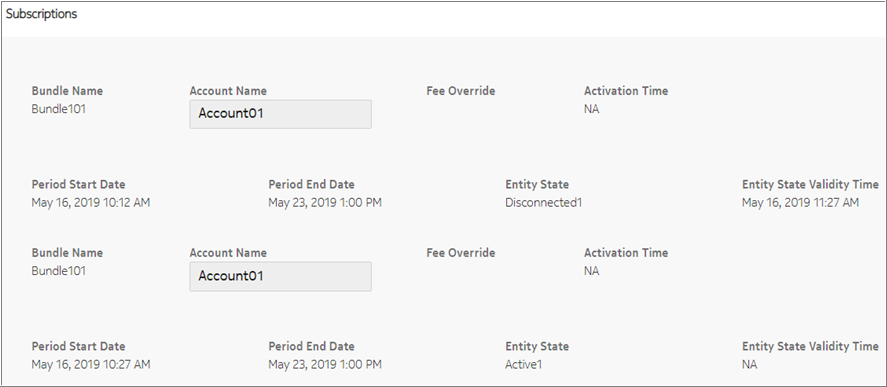 Subscriptions
Bundle Name Account Name Fee Override Activation Time
Bundle101 Account01 NA
Period Start Date Period End Date Entity State Entity State Validity Time
May 16, 2019 10:12 AM May 23, 2019 1:00 PM Disconnected1 May 16, 2019 11:27 AM
Bundle Name Account Name Fee Override Activation Time
Bundle101 Account01 NA
Period Start Date Period End Date Entity State Entity State Validity Time
May 16, 2019 10:27 AM May 23, 2019 1:00 PM Active1 NA